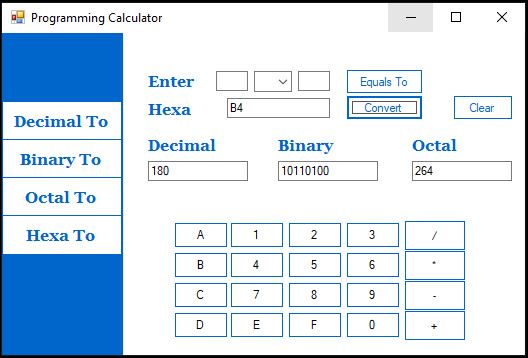 Programming Calculator
Enter Equals To
Hexa B4 Convert Clear
Decimal To
Binary To
Octal To
Hexa To
Decimal Binary Octal
180 10110100 264
A 1 2 3 /
B 4 5 6 *
C 7 8 9 -
D E F 0 +